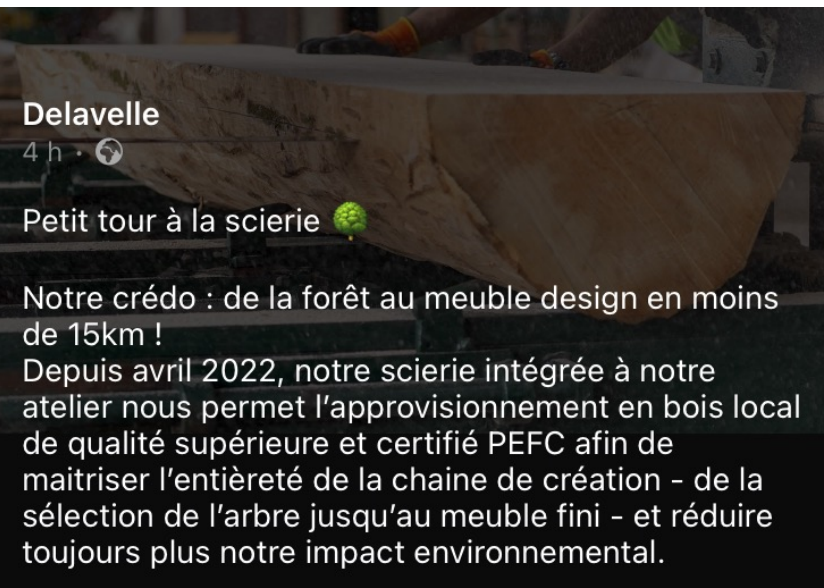 Delavelle
4 h ·
Petit tour à la scierie 🌳
Notre crédo : de la forêt au meuble design en moins
de 15km !
Depuis avril 2022, notre scierie intégrée à notre
atelier nous permet l’approvisionnement en bois local
de qualité supérieure et certifié PEFC afin de
maitriser l’entièreté de la chaine de création - de la
sélection de l’arbre jusqu’au meuble fini - et réduire
toujours plus notre impact environnemental.